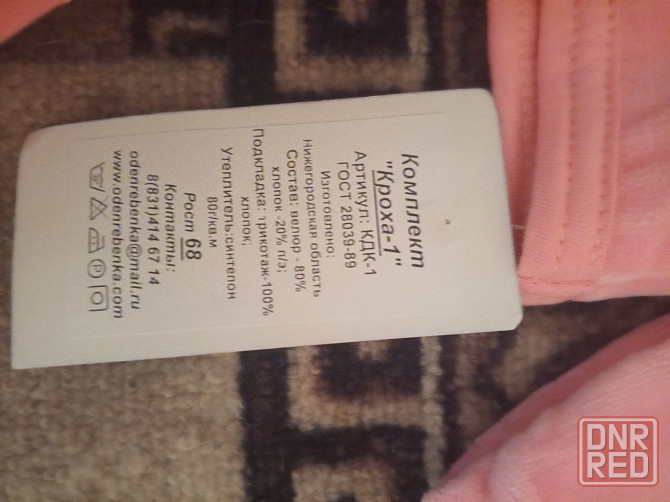 Комплект
"Кроха-1"
Артикул: КДК-1
ГОСТ 28039-89
Изготовлено:
Нижегородская область
Состав: велюр - 80%
хлопок -20% п/э;
Подкладка: трикотаж-100%
хлопок;
Утеплитель:синтепон
80г/кв.м
Рост 68
Контакты:
8(831)414 67 14
odenrebenka@mail.ru
www.odenrebenka.com
DNR
RED